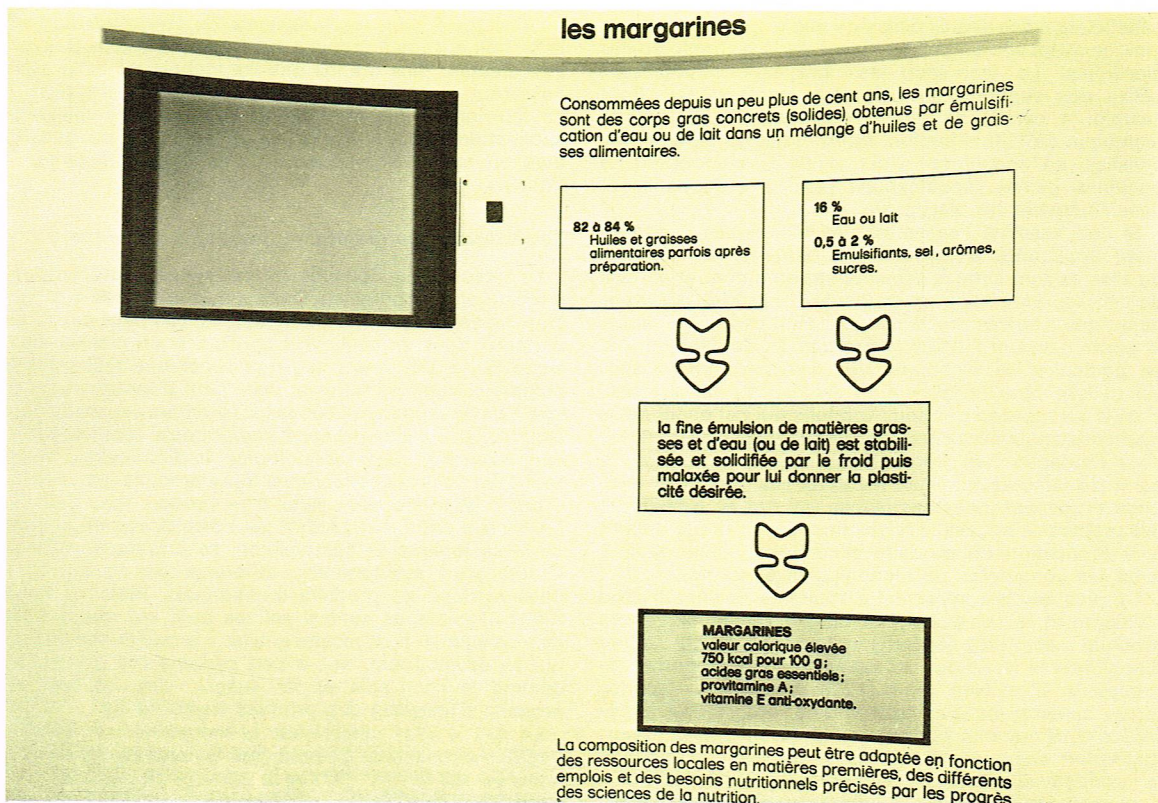 les margarines
Consommées depuis un peu plus de cent ans, les margarines
sont des corps gras concrets (solides) obtenus par émulsifi-
cation d'eau ou de lait dans un mélange d'huiles et de grais-
ses alimentaires.
82 à 84 %
Huiles et graisses
alimentaires parfois après
préparation.
16 %
Eau ou lait
0,5 à 2 %
Emulsifiants, sel, arômes,
sucres.
la fine émulsion de matières gras-
ses et d'eau (ou de lait) est stabili-
sée et solidifiée par le froid puis
malaxée pour lui donner la plasti-
cité désirée.
MARGARINES
valeur calorique élevée
750 kcal pour 100 g;
acides gras essentiels;
provitamine A;
vitamine E anti-oxydante.
La composition des margarines peut être adaptée en fonction
des ressources locales en matières premières, des différents
emplois et des besoins nutritionnels précisés par les progrès
des sciences de la nutrition.